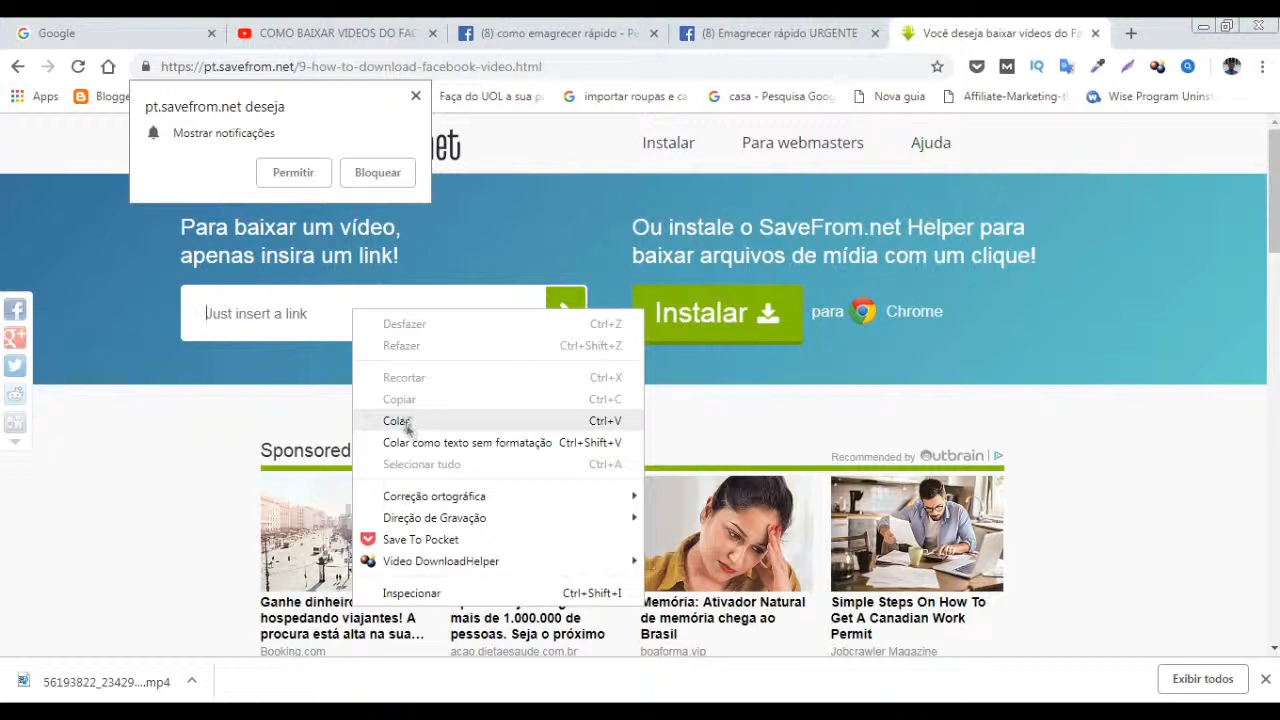 Google
COMO BAIXAR VIDEOS DO FAC
(8) como emagrecer rápido - Pe
(8) Emagrecer rápido URGENTE
Você deseja baixar vídeos do Fa
https://pt.savefrom.net/9-how-to-download-facebook-video.html
Apps
Blogge
Faça do UOL a sua pa
importar roupas e ca
casa - Pesquisa Goog
Nova guia
Affiliate-Marketing-t
Wise Program Uninst
pt.savefrom.net deseja
Mostrar notificações
Permitir
Bloquear
net
Instalar
Para webmasters
Ajuda
Para baixar um vídeo,
apenas insira um link!
Ou instale o SaveFrom.net Helper para
baixar arquivos de mídia com um clique!
Just insert a link
Instalar
para
Chrome
Desfazer Ctrl+Z
Refazer Ctrl+Shift+Z
Recortar Ctrl+X
Copiar Ctrl+C
Colar Ctrl+V
Colar como texto sem formatação Ctrl+Shift+V
Selecionar tudo Ctrl+A
Correção ortográfica
Direção de Gravação
Save To Pocket
Video DownloadHelper
Inspecionar Ctrl+Shift+I
Sponsored
Recommended by Outbrain
Ganhe dinheiro
hospedando viajantes! A
procura está alta na sua...
Booking.com
mais de 1.000.000 de
pessoas. Seja o próximo
acao.dietaesaude.com.br
Memória: Ativador Natural
de memória chega ao
Brasil
boaforma.vip
Simple Steps On How To
Get A Canadian Work
Permit
Jobcrawler Magazine
56193822_23429....mp4
Exibir todos